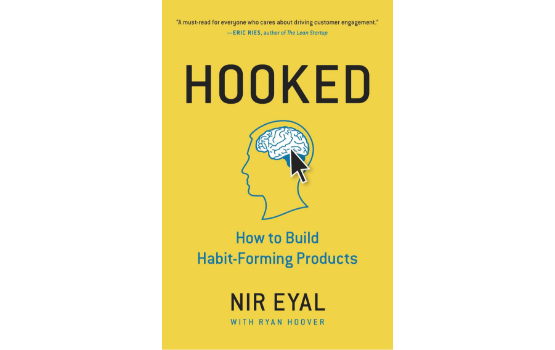 "A must-read for everyone who cares about driving customer engagement."
—ERIC RIES, author of The Lean Startup
HOOKED
How to Build
Habit-Forming Products
NIR EYAL
WITH RYAN HOOVER